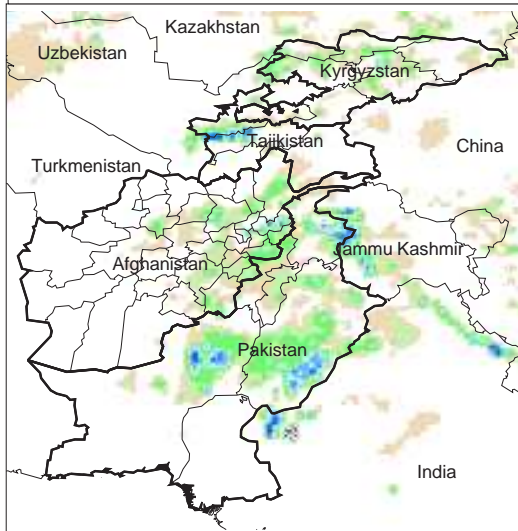 Kazakhstan
Uzbekistan
Kyrgyzstan
Tajikistan
China
Turkmenistan
Jammu Kashmir
Afghanistan
Pakistan
India